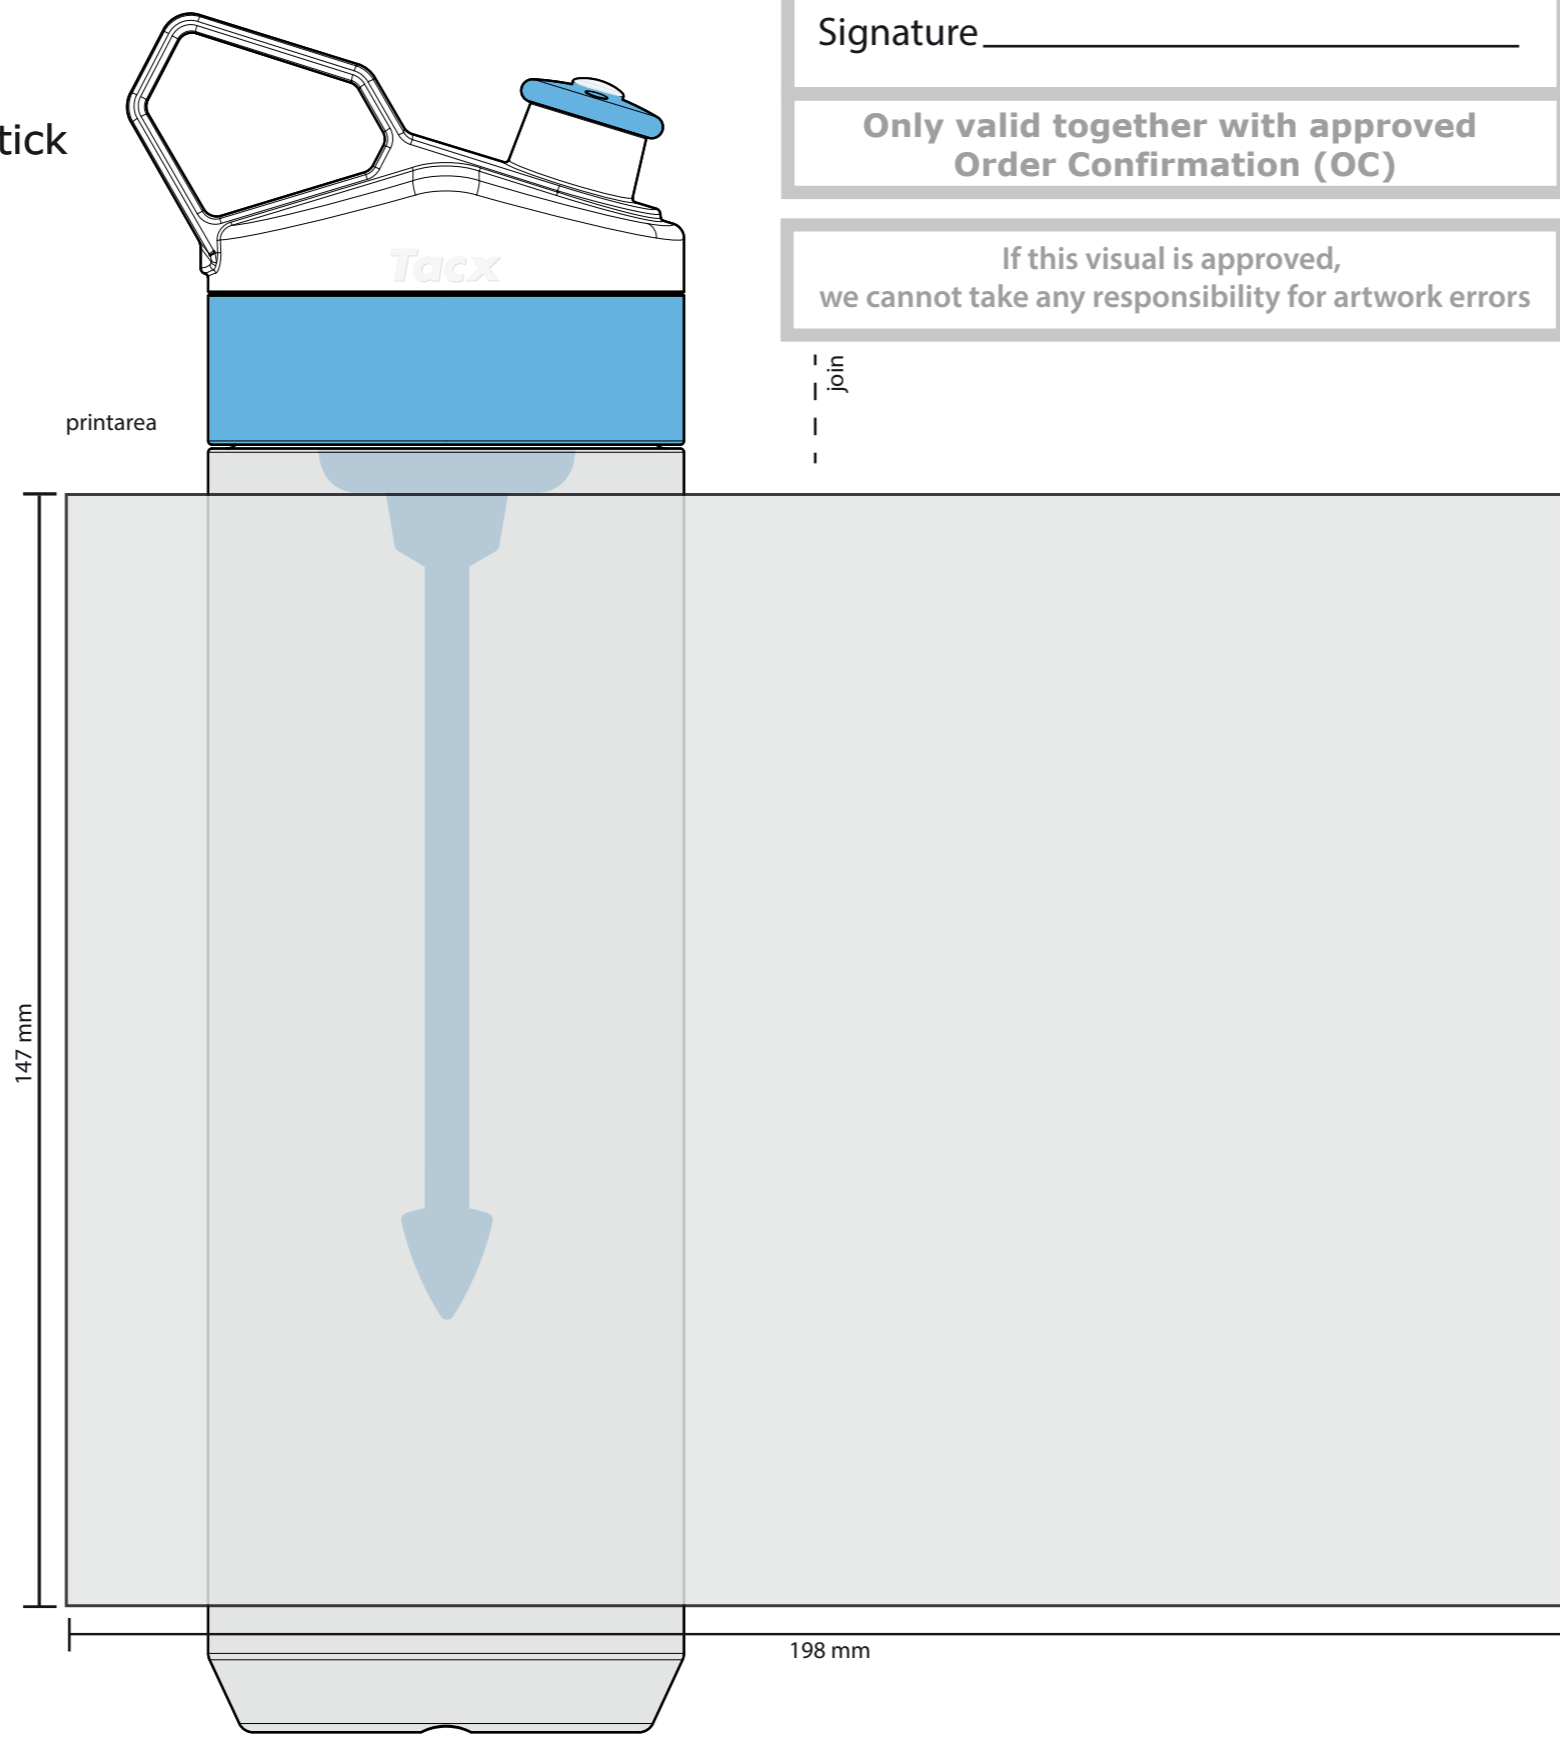 Signature
tick
Only valid together with approved
Order Confirmation (OC)
Tacx
If this visual is approved,
we cannot take any responsibility for artwork errors
join
printarea
147 mm
198 mm